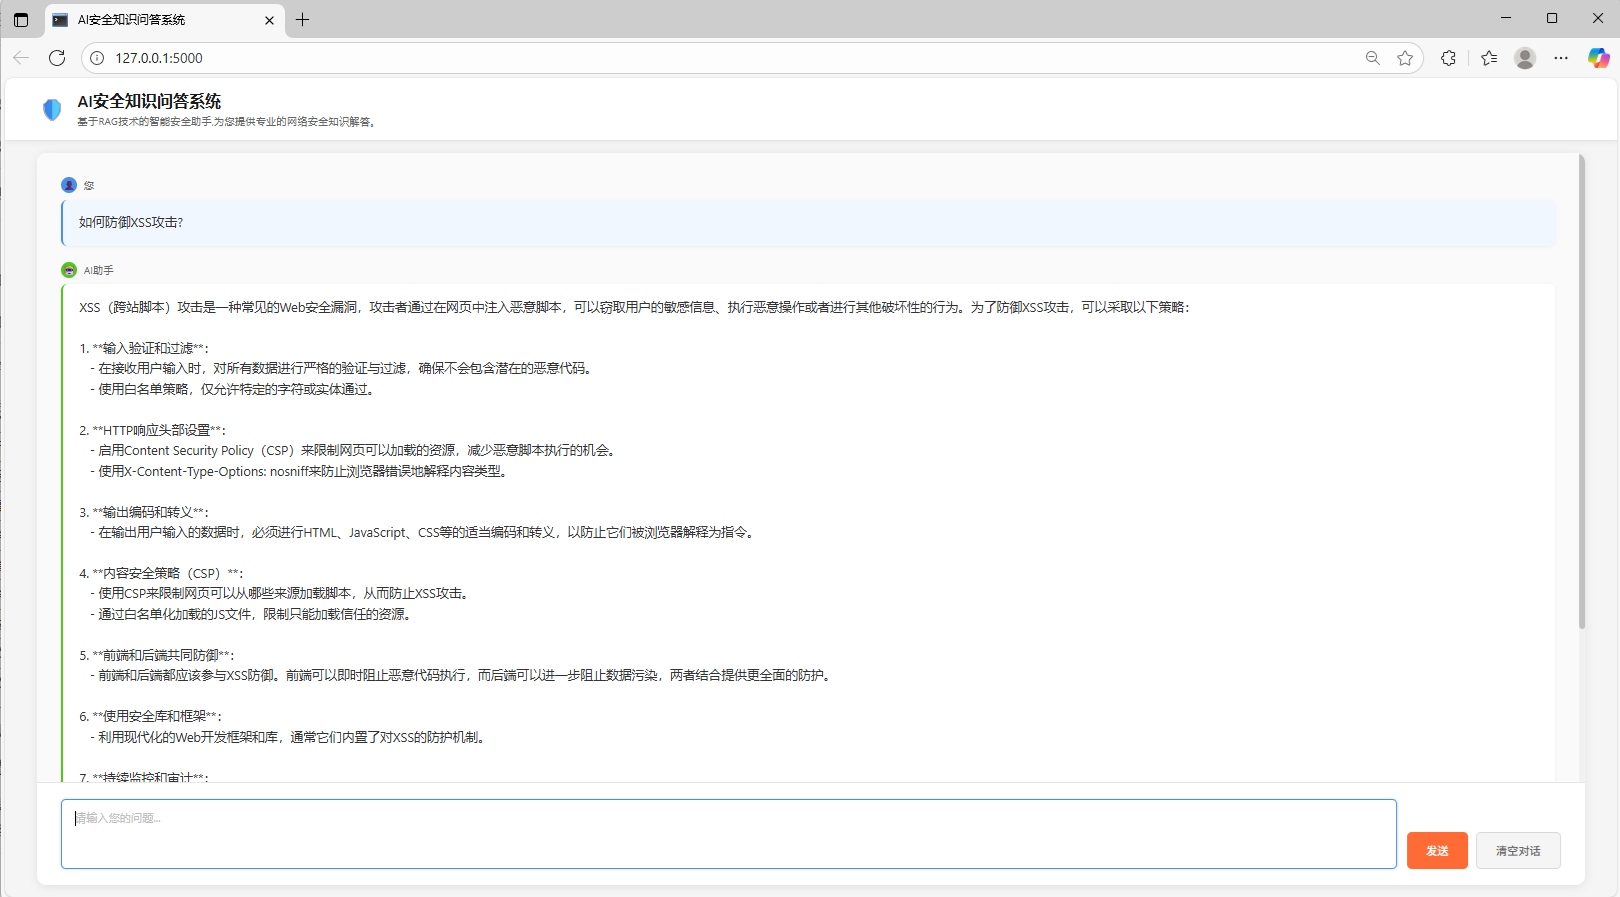 AI安全知识问答系统
127.0.0.1:5000
AI安全知识问答系统
基于RAG技术的智能安全助手,为您提供专业的网络安全知识解答。
您
如何防御XSS攻击?
AI助手
XSS（跨站脚本）攻击是一种常见的Web安全漏洞，攻击者通过在网页中注入恶意脚本，可以窃取用户的敏感信息、执行恶意操作或者进行其他破坏性的行为。为了防御XSS攻击，可以采取以下策略：
1. **输入验证和过滤**：
- 在接收用户输入时，对所有数据进行严格的验证与过滤，确保不会包含潜在的恶意代码。
- 使用白名单策略，仅允许特定的字符或实体通过。
2. **HTTP响应头部设置**：
- 启用Content Security Policy（CSP）来限制网页可以加载的资源，减少恶意脚本执行的机会。
- 使用X-Content-Type-Options: nosniff来防止浏览器错误地解释内容类型。
3. **输出编码和转义**：
- 在输出用户输入的数据时，必须进行HTML、JavaScript、CSS等的适当编码和转义，以防止它们被浏览器解释为指令。
4. **内容安全策略（CSP）**：
- 使用CSP来限制网页可以从哪些来源加载脚本，从而防止XSS攻击。
- 通过白名单化加载的JS文件，限制只能加载信任的资源。
5. **前端和后端共同防御**：
- 前端和后端都应该参与XSS防御。前端可以即时阻止恶意代码执行，而后端可以进一步阻止数据污染，两者结合提供更全面的防护。
6. **使用安全库和框架**：
- 利用现代化的Web开发框架和库，通常它们内置了对XSS的防护机制。
7. **持续监控和审计**：
请输入您的问题...
发送
清空对话